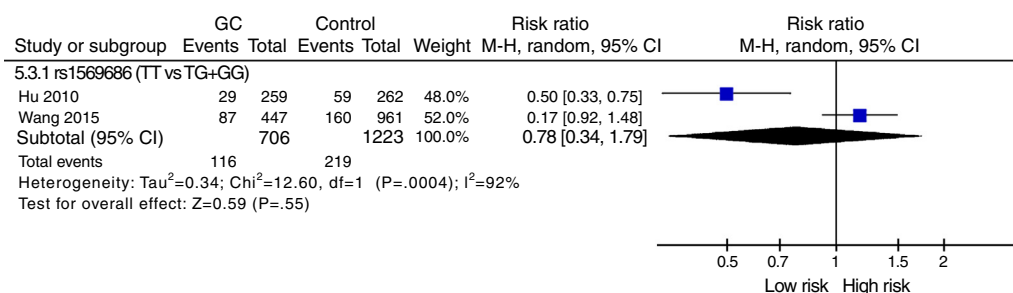 GC Control Risk ratio Risk ratio
Study or subgroup Events Total Events Total Weight M-H, random, 95% CI M-H, random, 95% CI
5.3.1 rs1569686 (TT vs TG+GG)
Hu 2010 29 259 59 262 48.0% 0.50 [0.33, 0.75]
Wang 2015 87 447 160 961 52.0% 0.17 [0.92, 1.48]
Subtotal (95% CI) 706 1223 100.0% 0.78 [0.34, 1.79]
Total events 116 219
Heterogeneity: Tau²=0.34; Chi²=12.60, df=1 (P=.0004); I²=92%
Test for overall effect: Z=0.59 (P=.55)
0.5 0.7 1 1.5 2
Low risk High risk